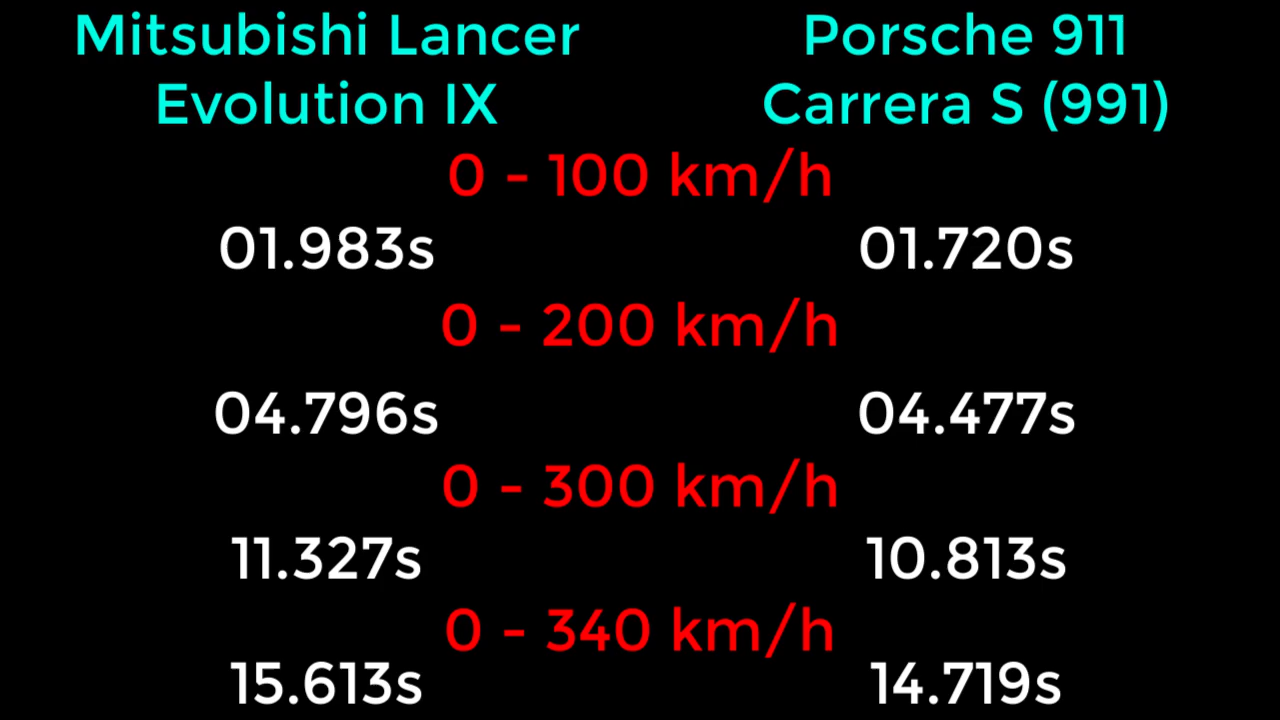 Mitsubishi Lancer
Evolution IX
Porsche 911
Carrera S (991)
0 - 100 km/h
01.983s
01.720s
0 - 200 km/h
04.796s
04.477s
0 - 300 km/h
11.327s
10.813s
0 - 340 km/h
15.613s
14.719s